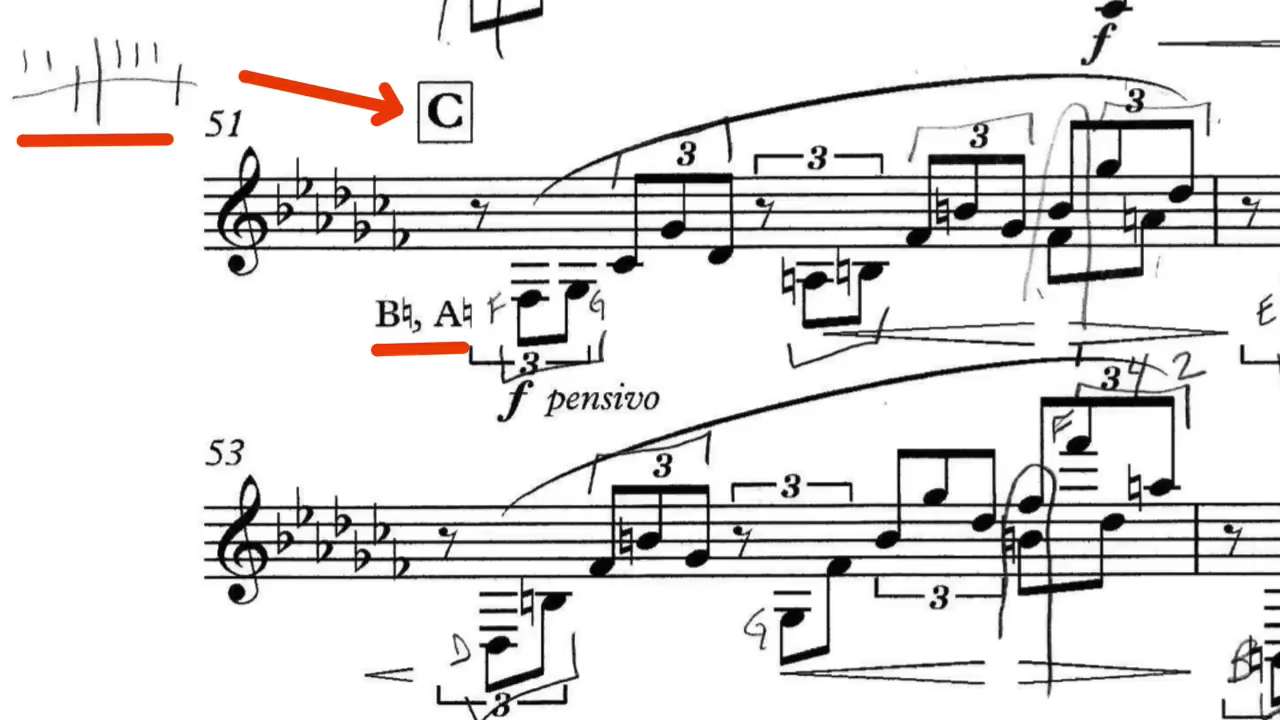 f
C
51
3 3 3 3
B♮, A♮ F G
E
3
f pensivo
3 4 2
53
F
3 3
3
G
D
B
3